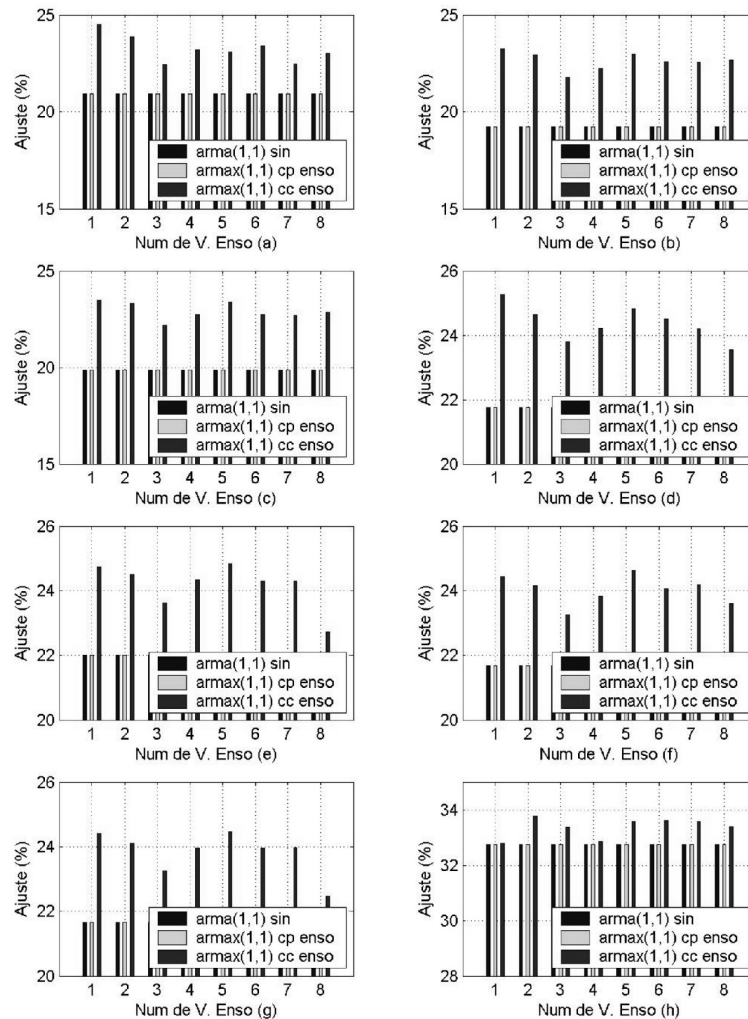 25
20
15
Ajuste (%)
arma(1,1) sin
armax(1,1) cp enso
armax(1,1) cc enso
1 2 3 4 5 6 7 8
Num de V. Enso (a)
25
20
15
Ajuste (%)
arma(1,1) sin
armax(1,1) cp enso
armax(1,1) cc enso
1 2 3 4 5 6 7 8
Num de V. Enso (b)
25
20
15
Ajuste (%)
arma(1,1) sin
armax(1,1) cp enso
armax(1,1) cc enso
1 2 3 4 5 6 7 8
Num de V. Enso (c)
26
24
22
20
Ajuste (%)
arma(1,1) sin
armax(1,1) cp enso
armax(1,1) cc enso
1 2 3 4 5 6 7 8
Num de V. Enso (d)
26
24
22
20
Ajuste (%)
arma(1,1) sin
armax(1,1) cp enso
armax(1,1) cc enso
1 2 3 4 5 6 7 8
Num de V. Enso (e)
26
24
22
20
Ajuste (%)
arma(1,1) sin
armax(1,1) cp enso
armax(1,1) cc enso
1 2 3 4 5 6 7 8
Num de V. Enso (f)
26
24
22
20
Ajuste (%)
arma(1,1) sin
armax(1,1) cp enso
armax(1,1) cc enso
1 2 3 4 5 6 7 8
Num de V. Enso (g)
34
32
30
28
Ajuste (%)
arma(1,1) sin
armax(1,1) cp enso
armax(1,1) cc enso
1 2 3 4 5 6 7 8
Num de V. Enso (h)